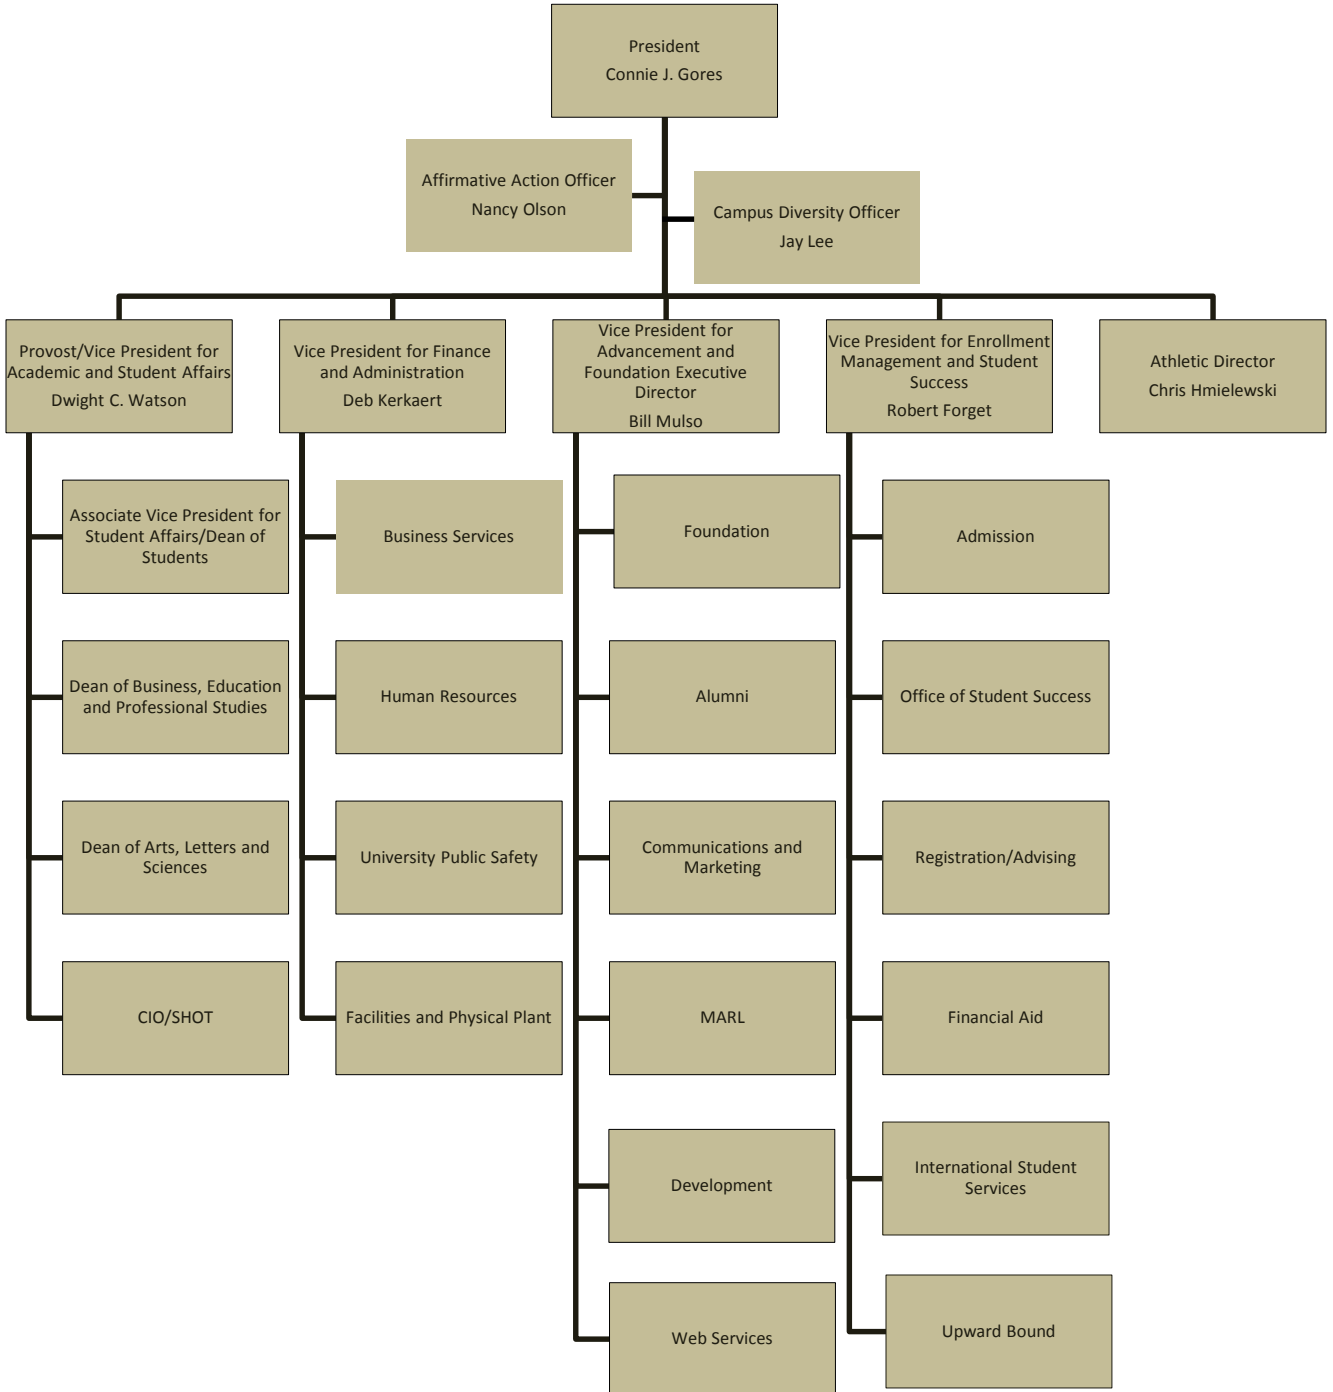 President
Connie J. Gores
Affirmative Action Officer
Nancy Olson
Campus Diversity Officer
Jay Lee
Provost/Vice President for
Academic and Student Affairs
Dwight C. Watson
Vice President for Finance
and Administration
Deb Kerkaert
Vice President for
Advancement and
Foundation Executive
Director
Bill Mulso
Vice President for Enrollment
Management and Student
Success
Robert Forget
Athletic Director
Chris Hmielewski
Associate Vice President for
Student Affairs/Dean of
Students
Business Services
Foundation
Admission
Dean of Business, Education
and Professional Studies
Human Resources
Alumni
Office of Student Success
Dean of Arts, Letters and
Sciences
University Public Safety
Communications and
Marketing
Registration/Advising
CIO/SHOT
Facilities and Physical Plant
MARL
Financial Aid
Development
International Student
Services
Web Services
Upward Bound